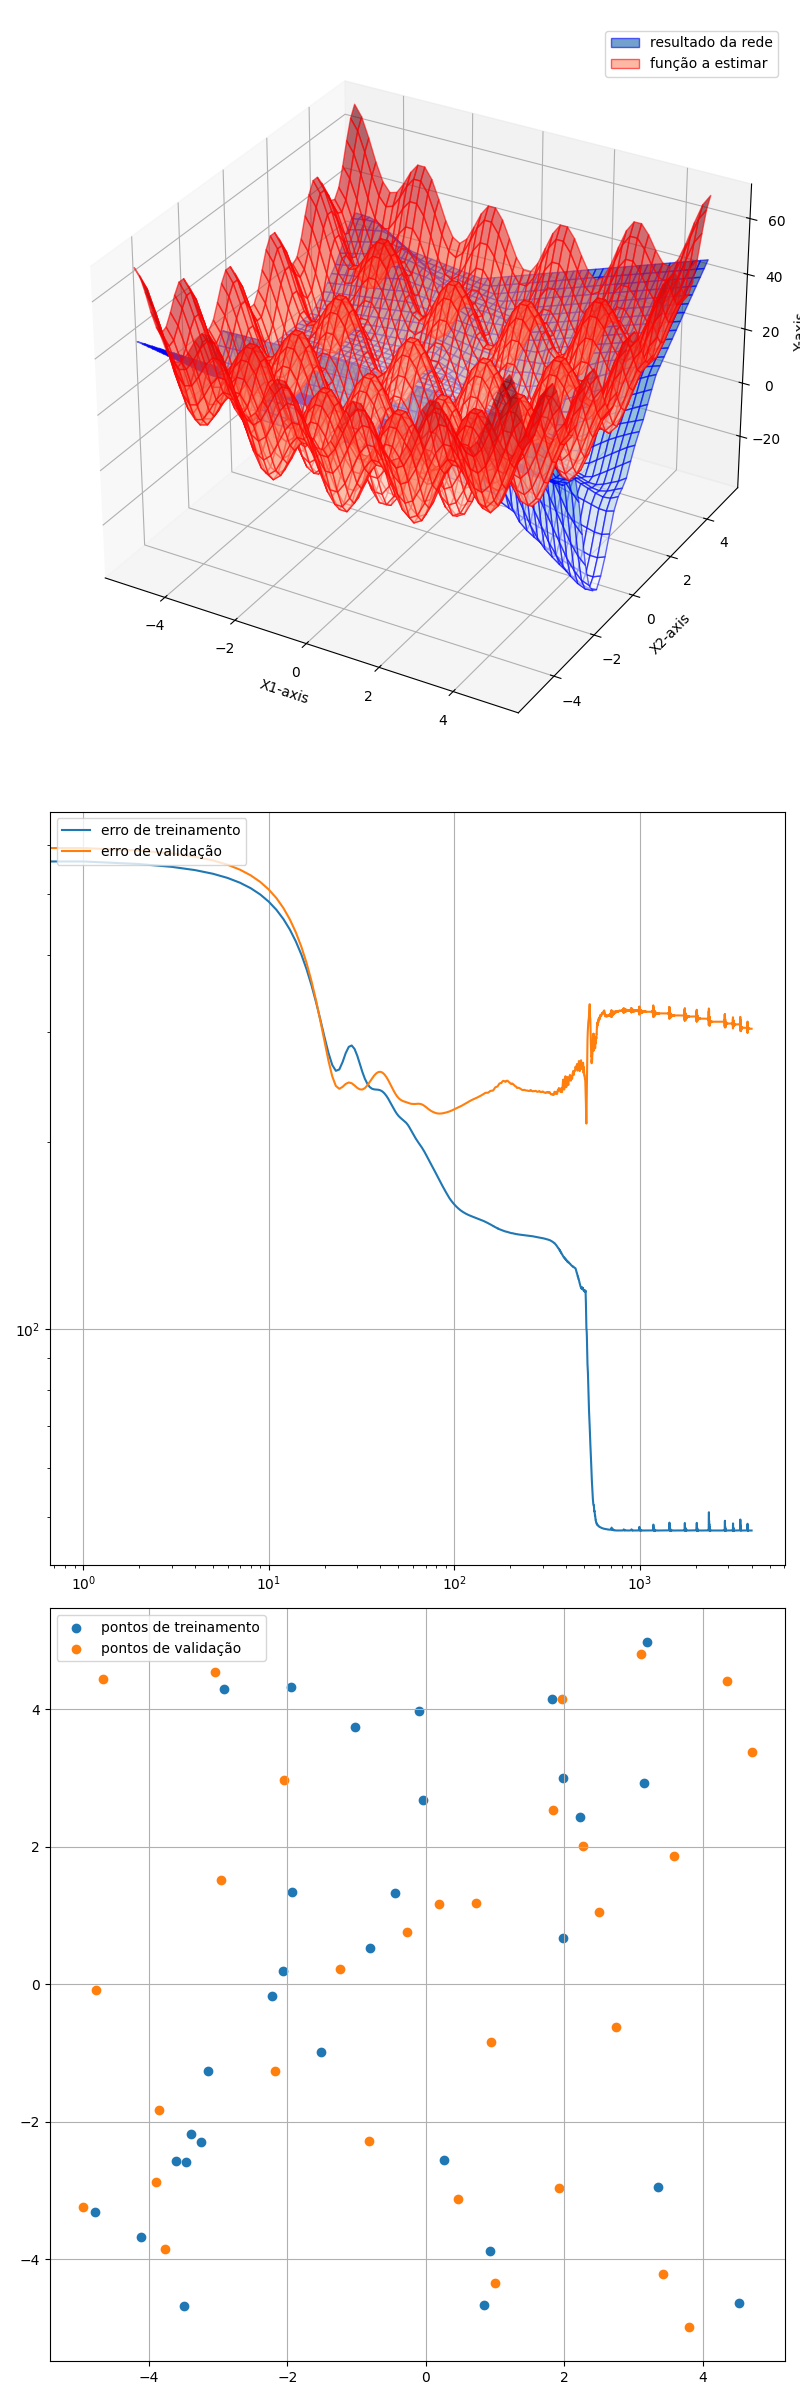 resultado da rede
função a estimar
60
40
20
0
−20
Y-axis
4
2
0
−2
−4
X2-axis
−4
−2
0
2
4
X1-axis
erro de treinamento
erro de validação
10²
10⁰ 10¹ 10² 10³
pontos de treinamento
pontos de validação
4
2
0
−2
−4
−4 −2 0 2 4